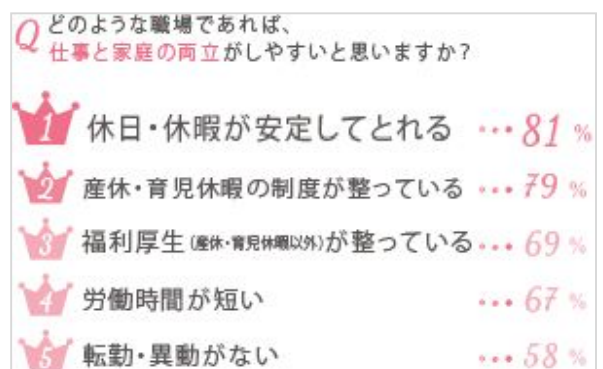 Q どのような職場であれば、
仕事と家庭の両立がしやすいと思いますか?
1 休日・休暇が安定してとれる ・・・ 81 %
2 産休・育児休暇の制度が整っている ・・・ 79 %
3 福利厚生(産休・育児休暇以外)が整っている ・・・ 69 %
4 労働時間が短い ・・・ 67 %
5 転勤・異動がない ・・・ 58 %